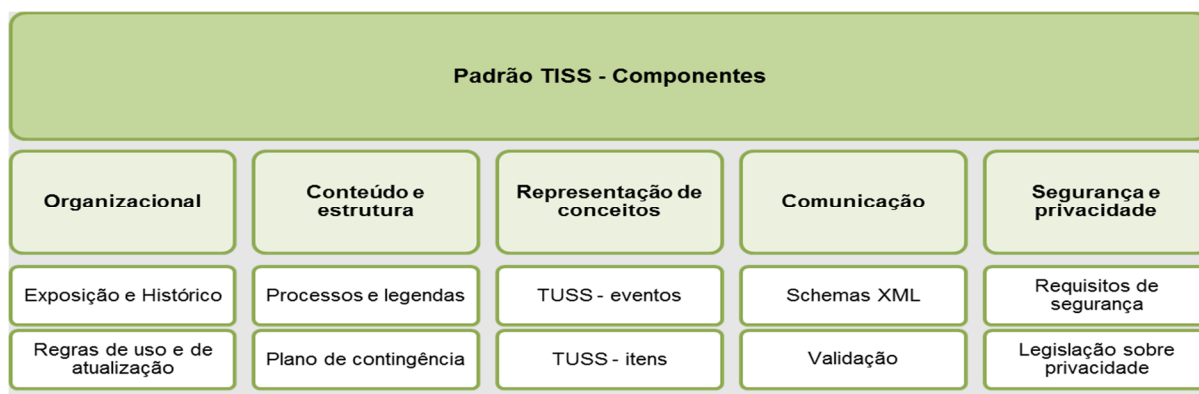 Padrão TISS - Componentes
Organizacional
Conteúdo e
estrutura
Representação de
conceitos
Comunicação
Segurança e
privacidade
Exposição e Histórico
Processos e legendas
TUSS - eventos
Schemas XML
Requisitos de
segurança
Regras de uso e de
atualização
Plano de contingência
TUSS - itens
Validação
Legislação sobre
privacidade